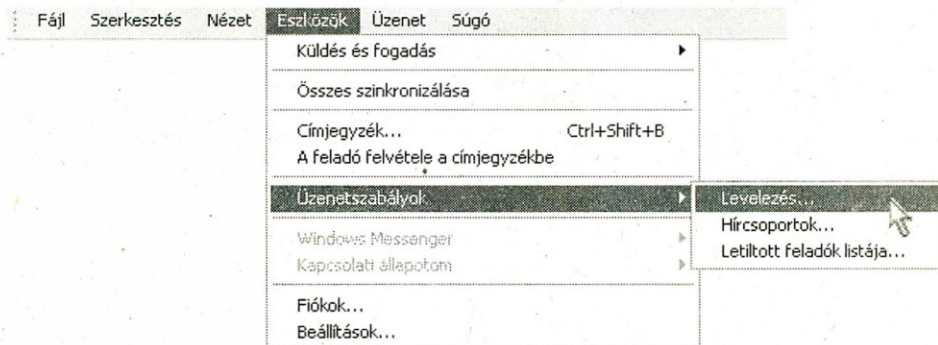 Fájl Szerkesztés Nézet Eszközök Üzenet Súgó
Küldés és fogadás
Összes szinkronizálása
Címjegyzék... Ctrl+Shift+B
A feladó felvétele a címjegyzékbe
Üzenetszabályok
Levelezés...
Hírcsoportok...
Letiltott feladók listája...
Windows Messenger
Kapcsolati állapotom
Fiókok...
Beállítások...